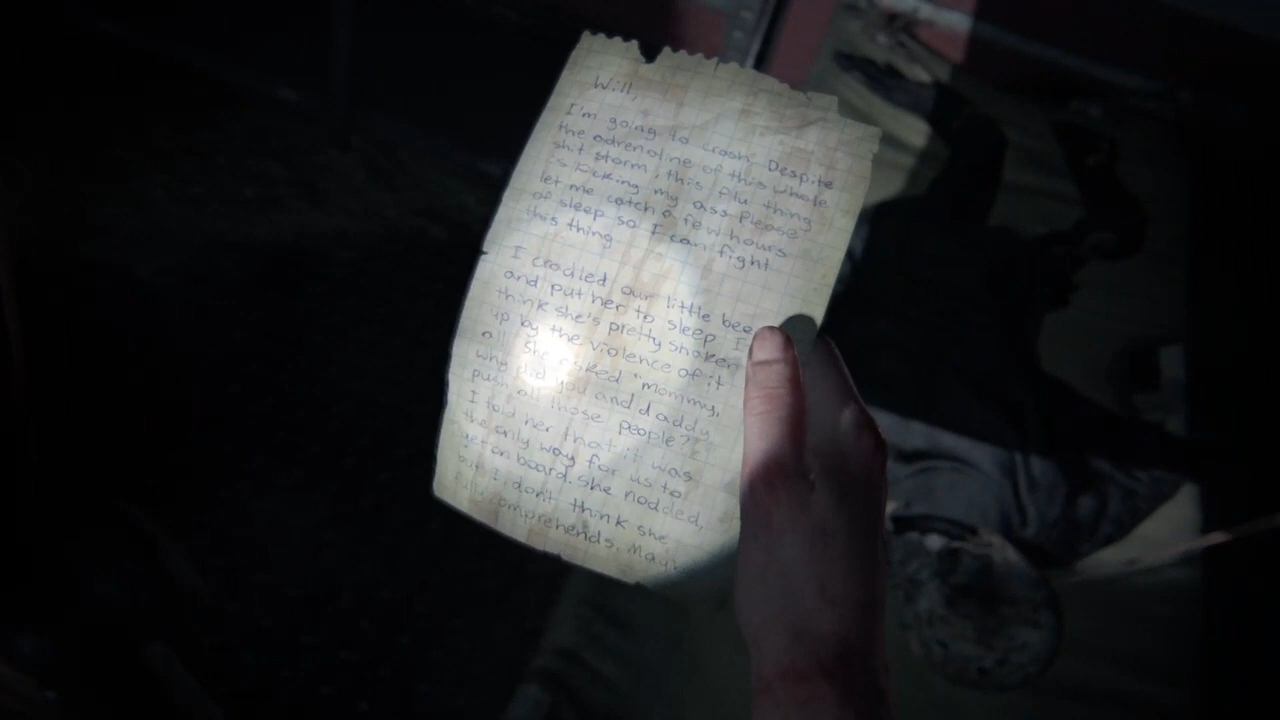 Will,
I'm going to crash. Despite
the adrenaline of this whole
shit storm, this flu thing
is kicking my ass please
let me catch a few hours
of sleep so I can fight
this thing
I cradled our little bee
and put her to sleep. I
think she's pretty shaken
up by the violence of it
all. She asked "mommy,
why did you and daddy
push all those people?"
I told her that it was
the only way for us to
get on board. She nodded,
but I don't think she
fully comprehends.